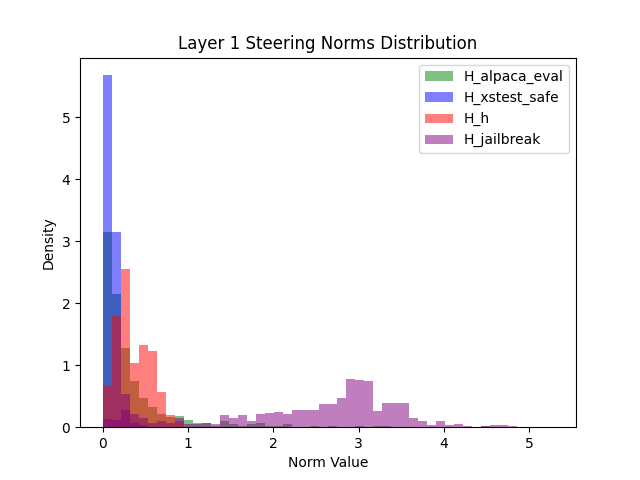 Layer 1 Steering Norms Distribution
H_alpaca_eval
H_xstest_safe
H_h
H_jailbreak
Density
5
4
3
2
1
0
0 1 2 3 4 5
Norm Value